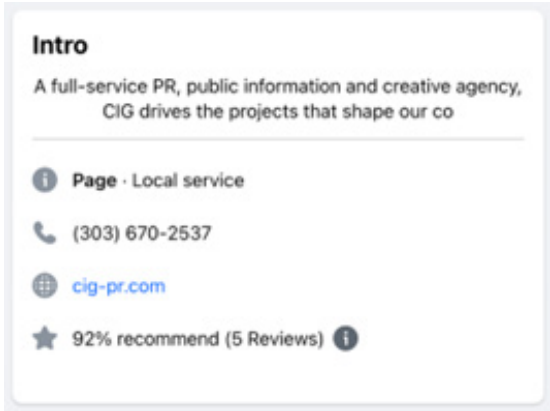 Intro
A full-service PR, public information and creative agency,
CIG drives the projects that shape our co
Page · Local service
(303) 670-2537
cig-pr.com
92% recommend (5 Reviews)